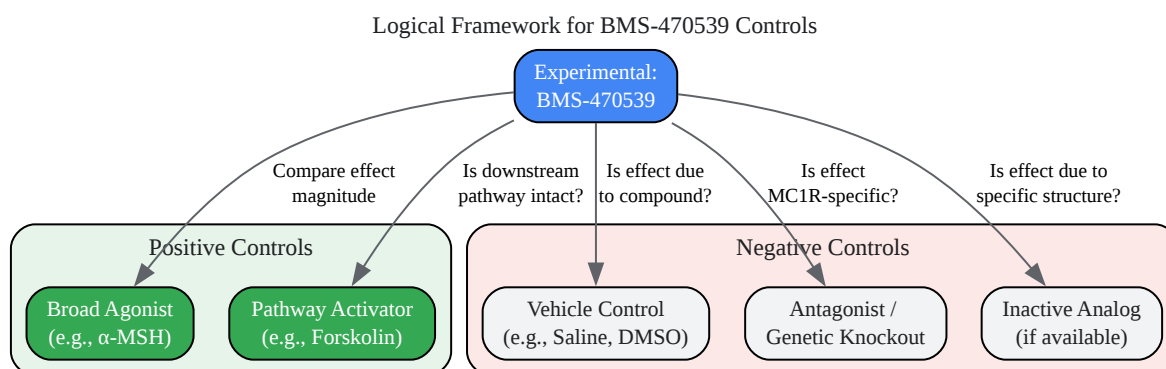 Logical Framework for BMS-470539 Controls
Experimental:
BMS-470539
Compare effect
magnitude
Is downstream
pathway intact?
Is effect due
to compound?
Is effect
MC1R-specific?
Is effect due to
specific structure?
Positive Controls
Negative Controls
Broad Agonist
(e.g., α-MSH)
Pathway Activator
(e.g., Forskolin)
Vehicle Control
(e.g., Saline, DMSO)
Antagonist /
Genetic Knockout
Inactive Analog
(if available)